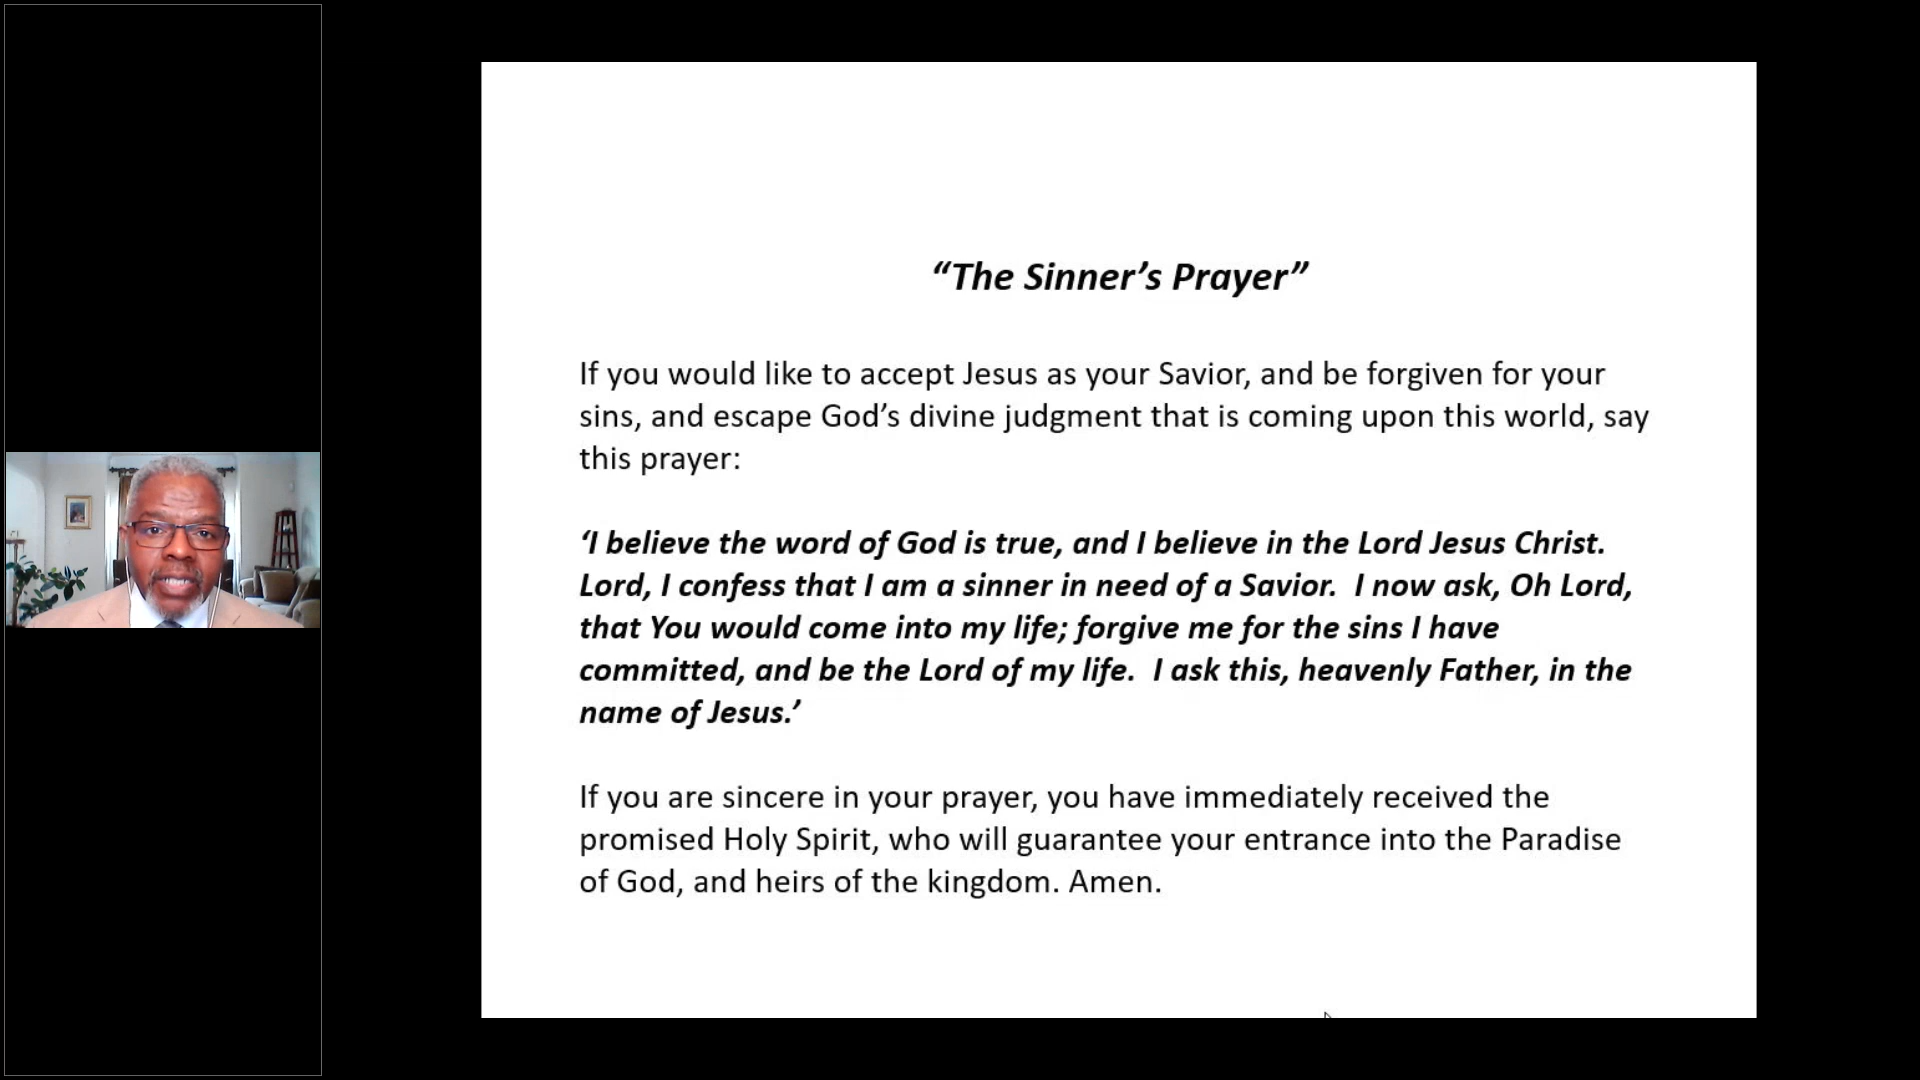 “The Sinner’s Prayer”
If you would like to accept Jesus as your Savior, and be forgiven for your
sins, and escape God’s divine judgment that is coming upon this world, say
this prayer:
‘I believe the word of God is true, and I believe in the Lord Jesus Christ.
Lord, I confess that I am a sinner in need of a Savior.  I now ask, Oh Lord,
that You would come into my life; forgive me for the sins I have
committed, and be the Lord of my life.  I ask this, heavenly Father, in the
name of Jesus.’
If you are sincere in your prayer, you have immediately received the
promised Holy Spirit, who will guarantee your entrance into the Paradise
of God, and heirs of the kingdom. Amen.